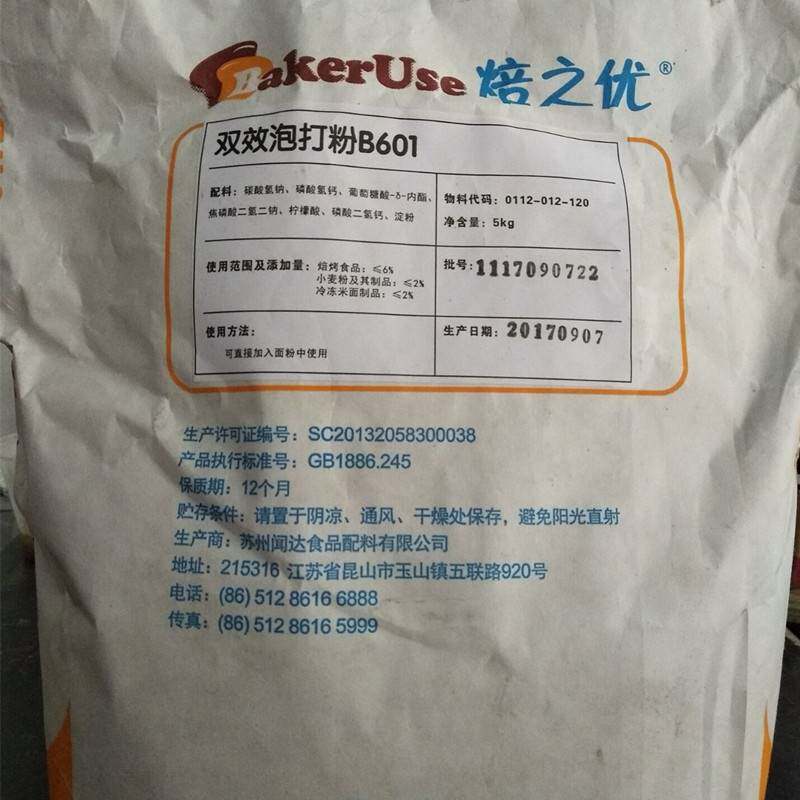 BakerUse 焙之优®
双效泡打粉B601
配料：碳酸氢钠、磷酸氢钙、葡萄糖酸-δ-内酯、
焦磷酸二氢二钠、柠檬酸、磷酸二氢钙、淀粉
物料代码：0112-012-120
净含量：5kg
使用范围及添加量：焙烤食品：≤6%
小麦粉及其制品：≤2%
冷冻米面制品：≤2%
批号：1117090722
使用方法：
可直接加入面粉中使用
生产日期：20170907
生产许可证编号：SC20132058300038
产品执行标准号：GB1886.245
保质期：12个月
贮存条件：请置于阴凉、通风、干燥处保存，避免阳光直射
生产商：苏州闻达食品配料有限公司
地址：215316 江苏省昆山市玉山镇五联路920号
电话：(86) 512 8616 6888
传真：(86) 512 8616 5999